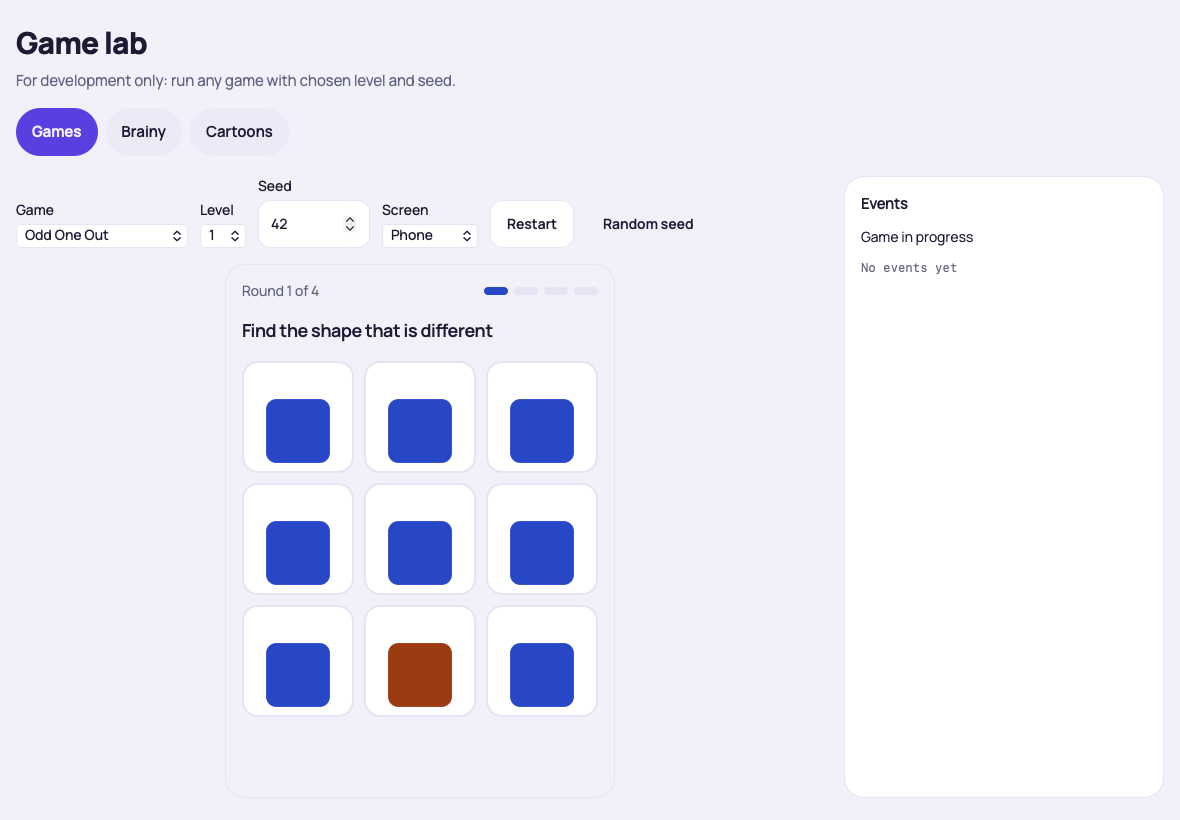 Game lab
For development only: run any game with chosen level and seed.
Games
Brainy
Cartoons
Game
Odd One Out
Level
1
Seed
42
Screen
Phone
Restart
Random seed
Round 1 of 4
Find the shape that is different
Events
Game in progress
No events yet